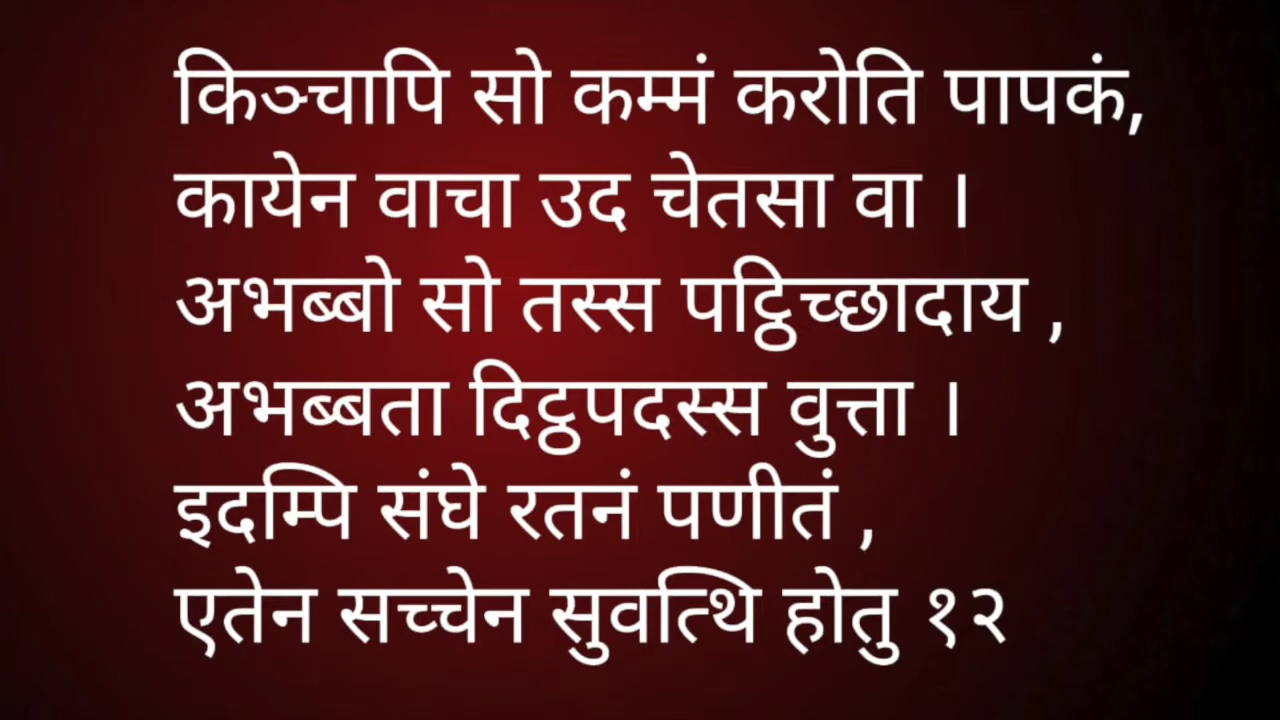 किञ्चापि सो कम्मं करोति पापकं,
कायेन वाचा उद चेतसा वा ।
अभब्बो सो तस्स पट्ठिच्छादाय ,
अभब्बता दिट्ठपदस्स वुत्ता ।
इदम्पि संघे रतनं पणीतं ,
एतेन सच्चेन सुवत्थि होतु १२